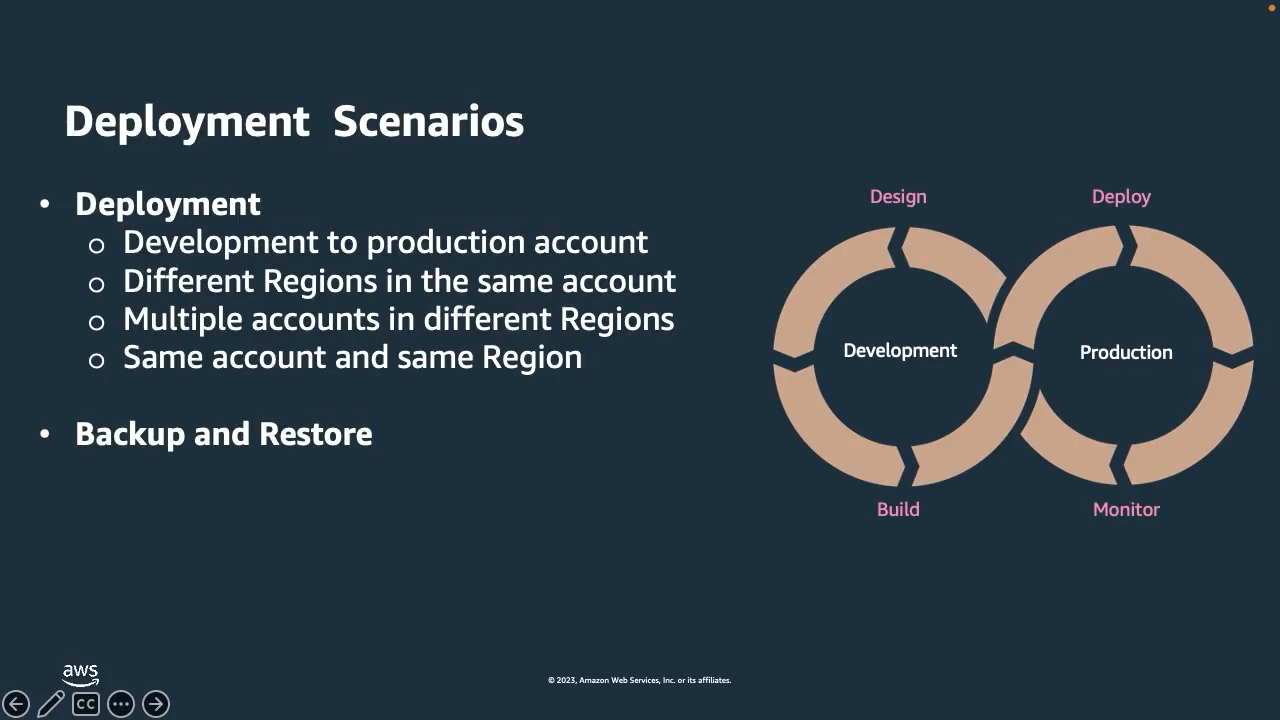 Deployment Scenarios
• Deployment
o Development to production account
o Different Regions in the same account
o Multiple accounts in different Regions
o Same account and same Region
• Backup and Restore
Design
Deploy
Development
Production
Build
Monitor
aws
© 2023, Amazon Web Services, Inc. or its affiliates.
CC